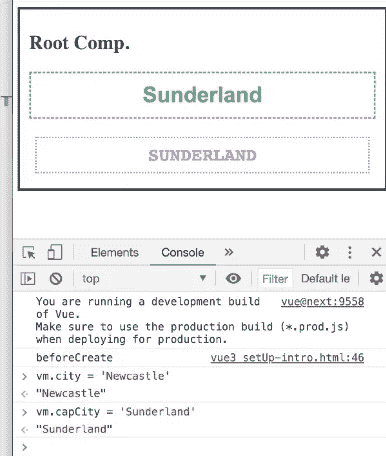 Root Comp.
Sunderland
SUNDERLAND
Elements Console »
top Filter Default le
You are running a development build vue@next:9558
of Vue.
Make sure to use the production build (*.prod.js)
when deploying for production.
beforeCreate vue3 setUp-intro.html:46
> vm.city = 'Newcastle'
"Newcastle"
> vm.capCity = 'Sunderland'
"Sunderland"
>